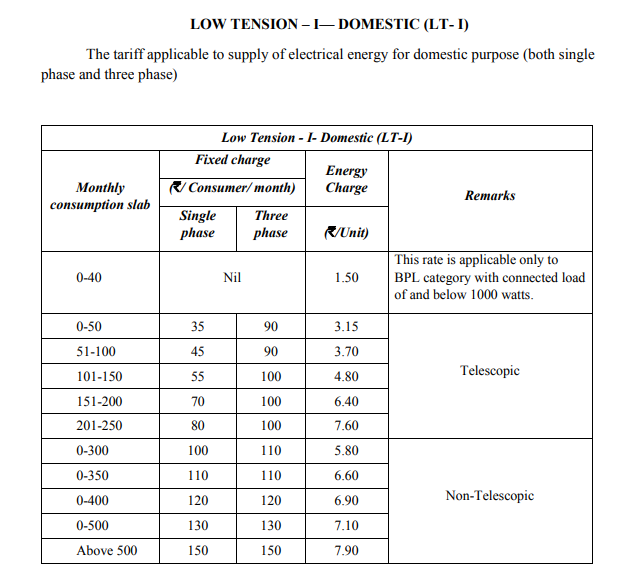 LOW TENSION – I— DOMESTIC (LT- I)
The tariff applicable to supply of electrical energy for domestic purpose (both single
phase and three phase)
Low Tension - I- Domestic (LT-I)
Monthly
consumption slab
Fixed charge
(₹/ Consumer/ month)
Single
phase
Three
phase
Energy
Charge
(₹/Unit)
Remarks
0-40 Nil 1.50
This rate is applicable only to
BPL category with connected load
of and below 1000 watts.
0-50 35 90 3.15
51-100 45 90 3.70
101-150 55 100 4.80
151-200 70 100 6.40
201-250 80 100 7.60
Telescopic
0-300 100 110 5.80
0-350 110 110 6.60
0-400 120 120 6.90
0-500 130 130 7.10
Above 500 150 150 7.90
Non-Telescopic